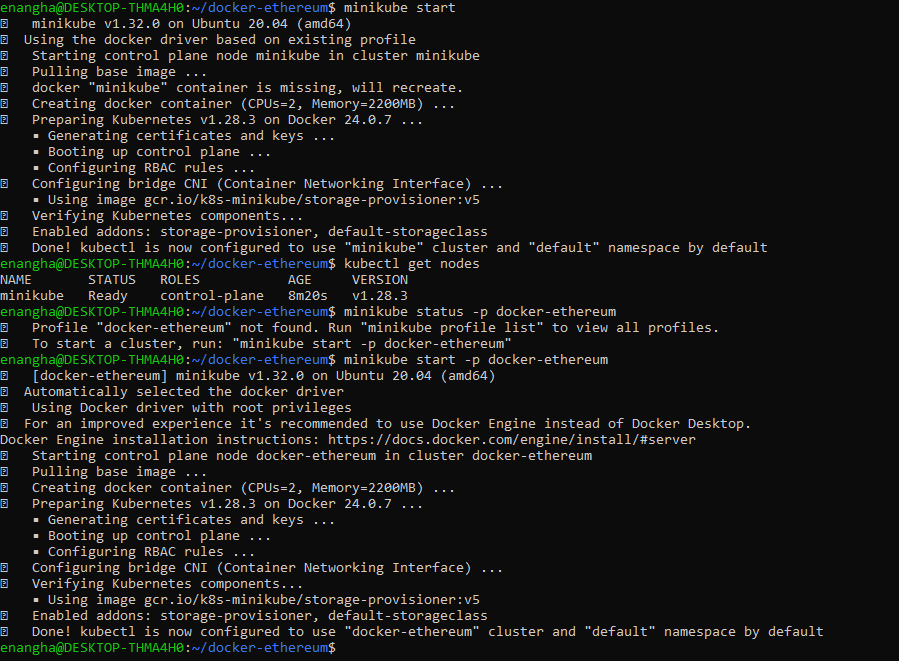 enangha@DESKTOP-THMA4H0:~/docker-ethereum$ minikube start
minikube v1.32.0 on Ubuntu 20.04 (amd64)
Using the docker driver based on existing profile
Starting control plane node minikube in cluster minikube
Pulling base image ...
docker "minikube" container is missing, will recreate.
Creating docker container (CPUs=2, Memory=2200MB) ...
Preparing Kubernetes v1.28.3 on Docker 24.0.7 ...
▪ Generating certificates and keys ...
▪ Booting up control plane ...
▪ Configuring RBAC rules ...
Configuring bridge CNI (Container Networking Interface) ...
▪ Using image gcr.io/k8s-minikube/storage-provisioner:v5
Verifying Kubernetes components...
Enabled addons: storage-provisioner, default-storageclass
Done! kubectl is now configured to use "minikube" cluster and "default" namespace by default
enangha@DESKTOP-THMA4H0:~/docker-ethereum$ kubectl get nodes
NAME STATUS ROLES AGE VERSION
minikube Ready control-plane 8m20s v1.28.3
enangha@DESKTOP-THMA4H0:~/docker-ethereum$ minikube status -p docker-ethereum
Profile "docker-ethereum" not found. Run "minikube profile list" to view all profiles.
To start a cluster, run: "minikube start -p docker-ethereum"
enangha@DESKTOP-THMA4H0:~/docker-ethereum$ minikube start -p docker-ethereum
[docker-ethereum] minikube v1.32.0 on Ubuntu 20.04 (amd64)
Automatically selected the docker driver
Using Docker driver with root privileges
For an improved experience it's recommended to use Docker Engine instead of Docker Desktop.
Docker Engine installation instructions: https://docs.docker.com/engine/install/#server
Starting control plane node docker-ethereum in cluster docker-ethereum
Pulling base image ...
Creating docker container (CPUs=2, Memory=2200MB) ...
Preparing Kubernetes v1.28.3 on Docker 24.0.7 ...
▪ Generating certificates and keys ...
▪ Booting up control plane ...
▪ Configuring RBAC rules ...
Configuring bridge CNI (Container Networking Interface) ...
Verifying Kubernetes components...
▪ Using image gcr.io/k8s-minikube/storage-provisioner:v5
Enabled addons: storage-provisioner, default-storageclass
Done! kubectl is now configured to use "docker-ethereum" cluster and "default" namespace by default
enangha@DESKTOP-THMA4H0:~/docker-ethereum$